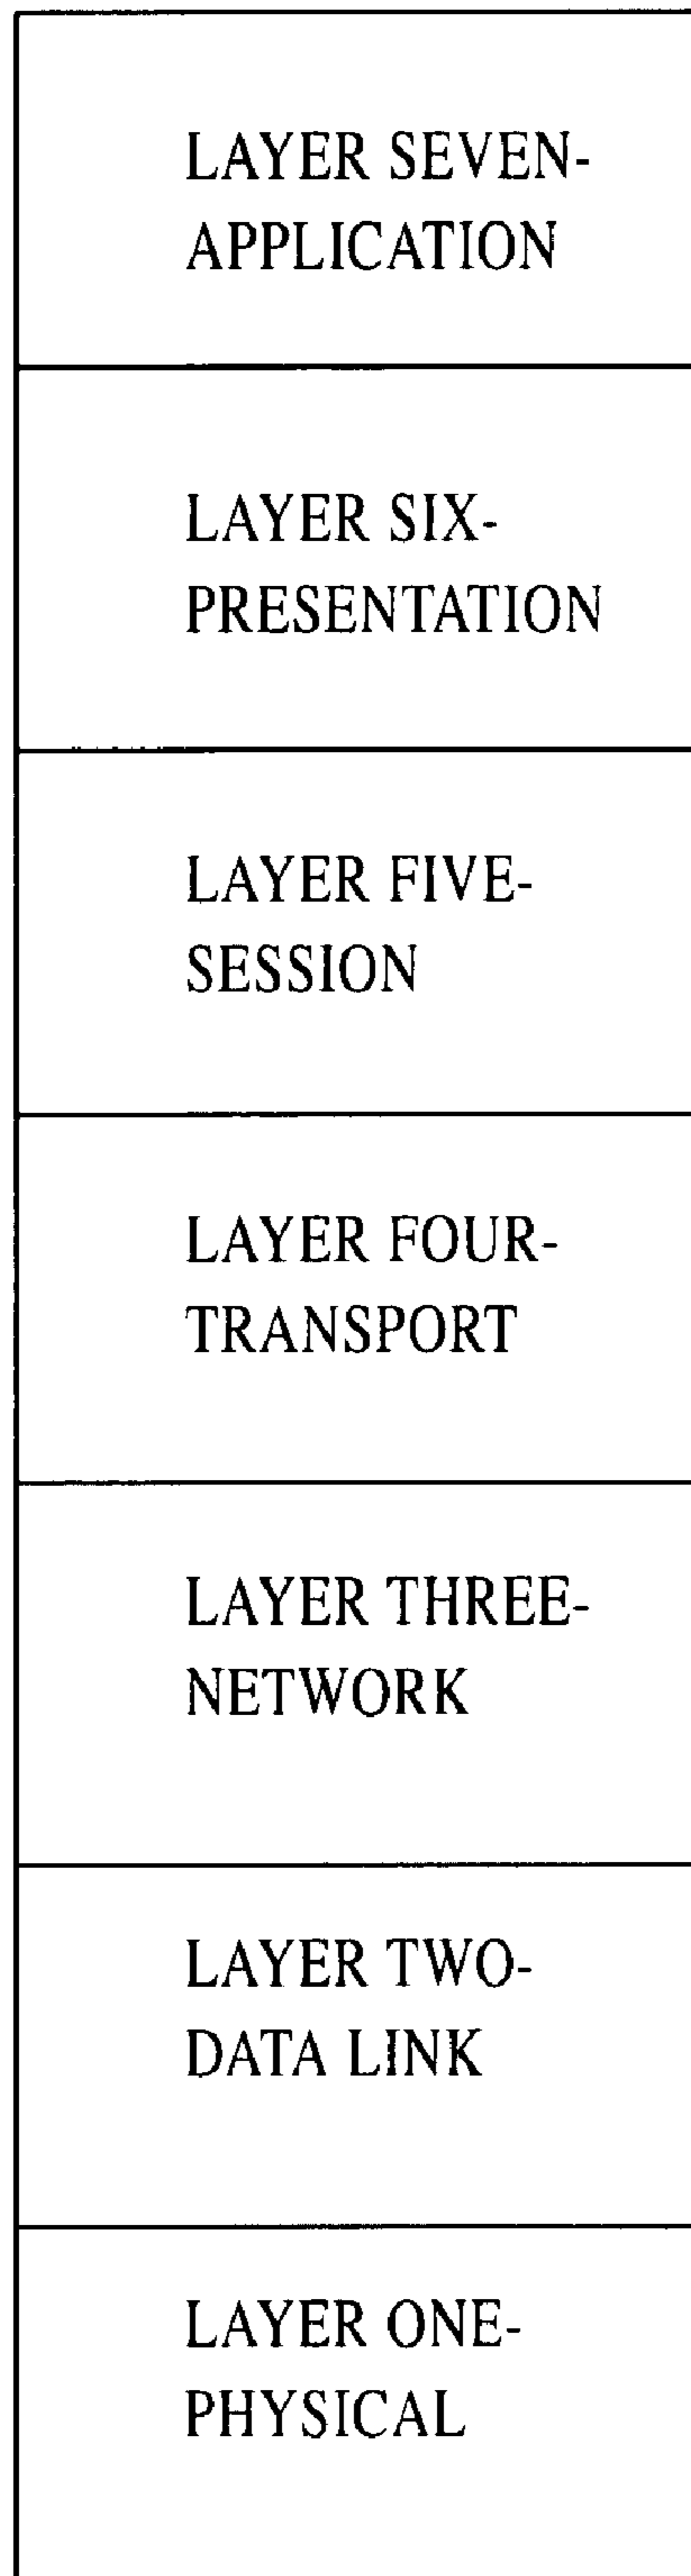 LAYER SEVEN-
APPLICATION
LAYER SIX-
PRESENTATION
LAYER FIVE-
SESSION
LAYER FOUR-
TRANSPORT
LAYER THREE-
NETWORK
LAYER TWO-
DATA LINK
LAYER ONE-
PHYSICAL